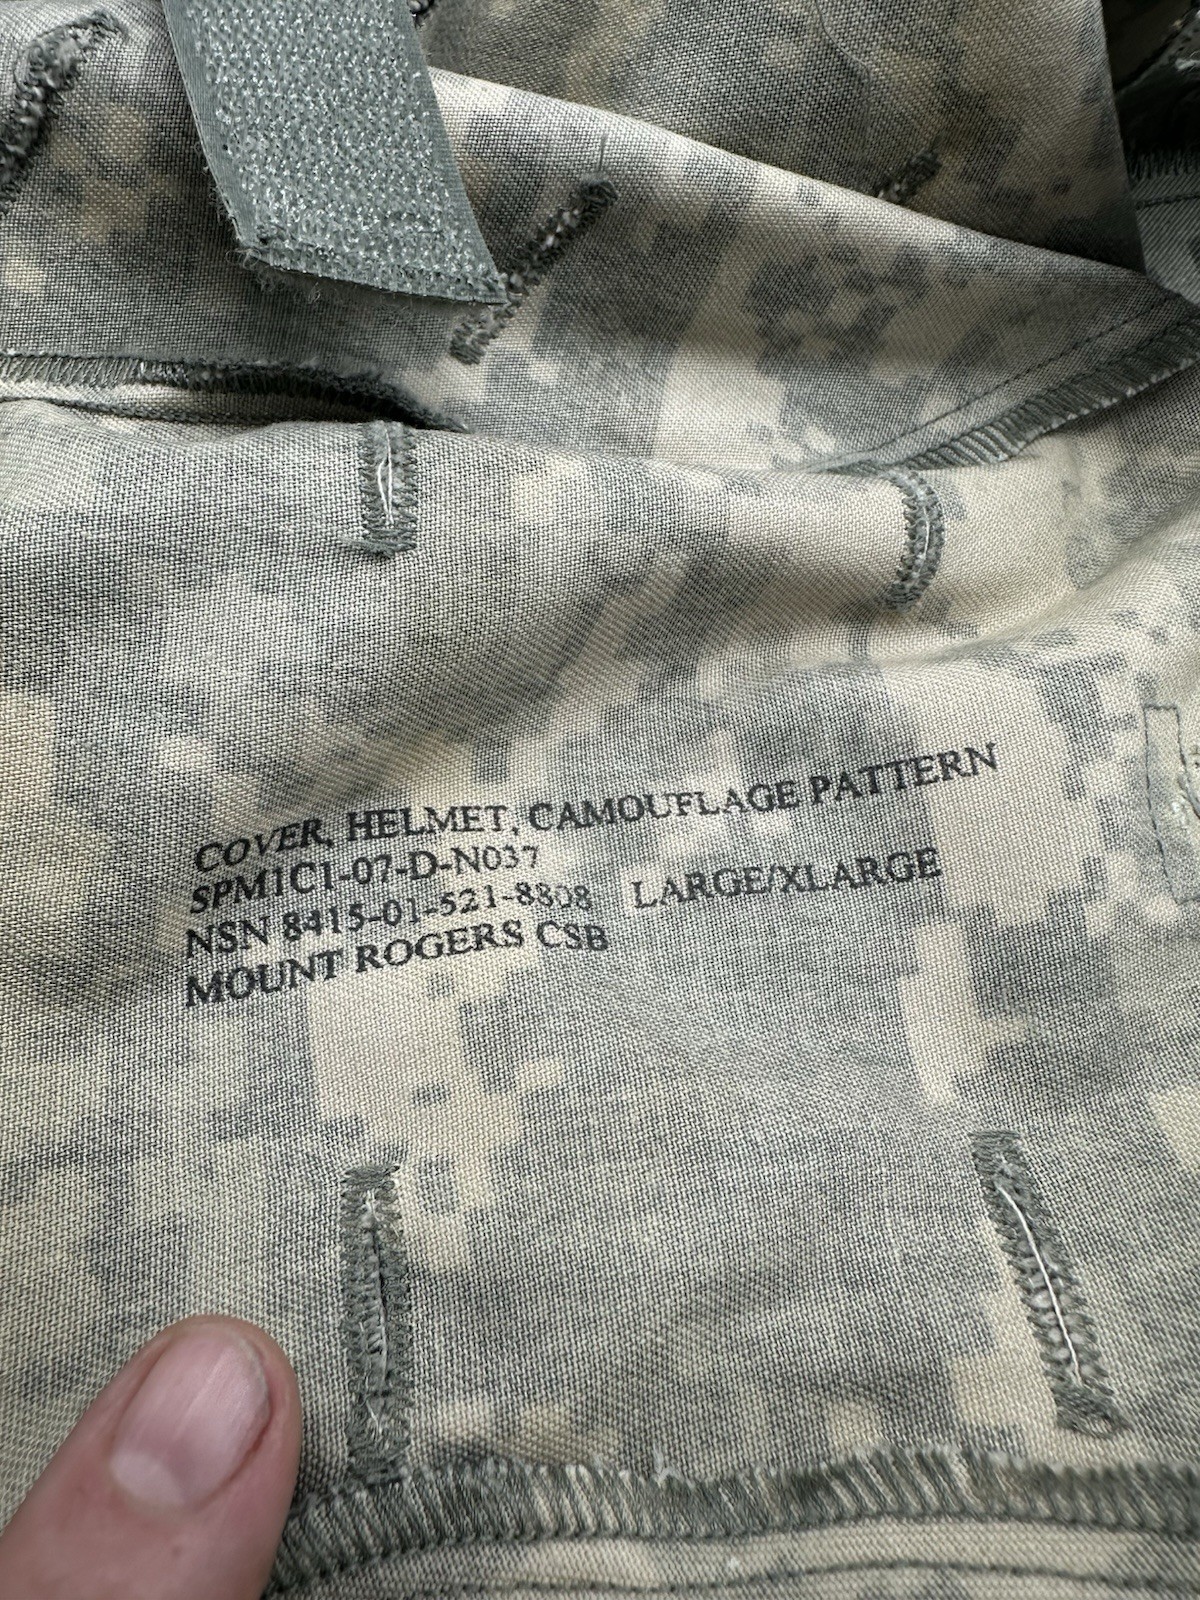 COVER, HELMET, CAMOUFLAGE PATTERN
SPM1C1-07-D-N037
NSN 8415-01-521-8808 LARGE/XLARGE
MOUNT ROGERS CSB